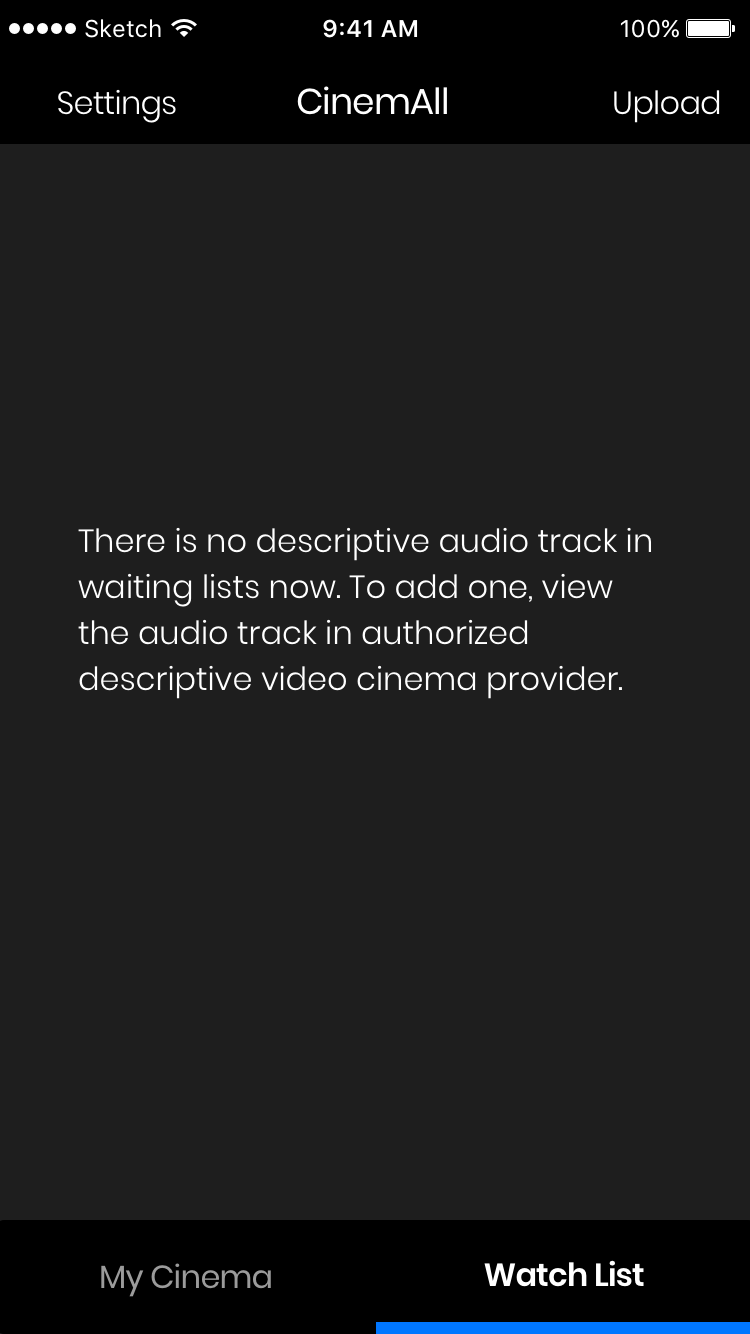 Sketch 9:41 AM 100%
Settings CinemAll Upload
There is no descriptive audio track in
waiting lists now. To add one, view
the audio track in authorized
descriptive video cinema provider.
My Cinema Watch List